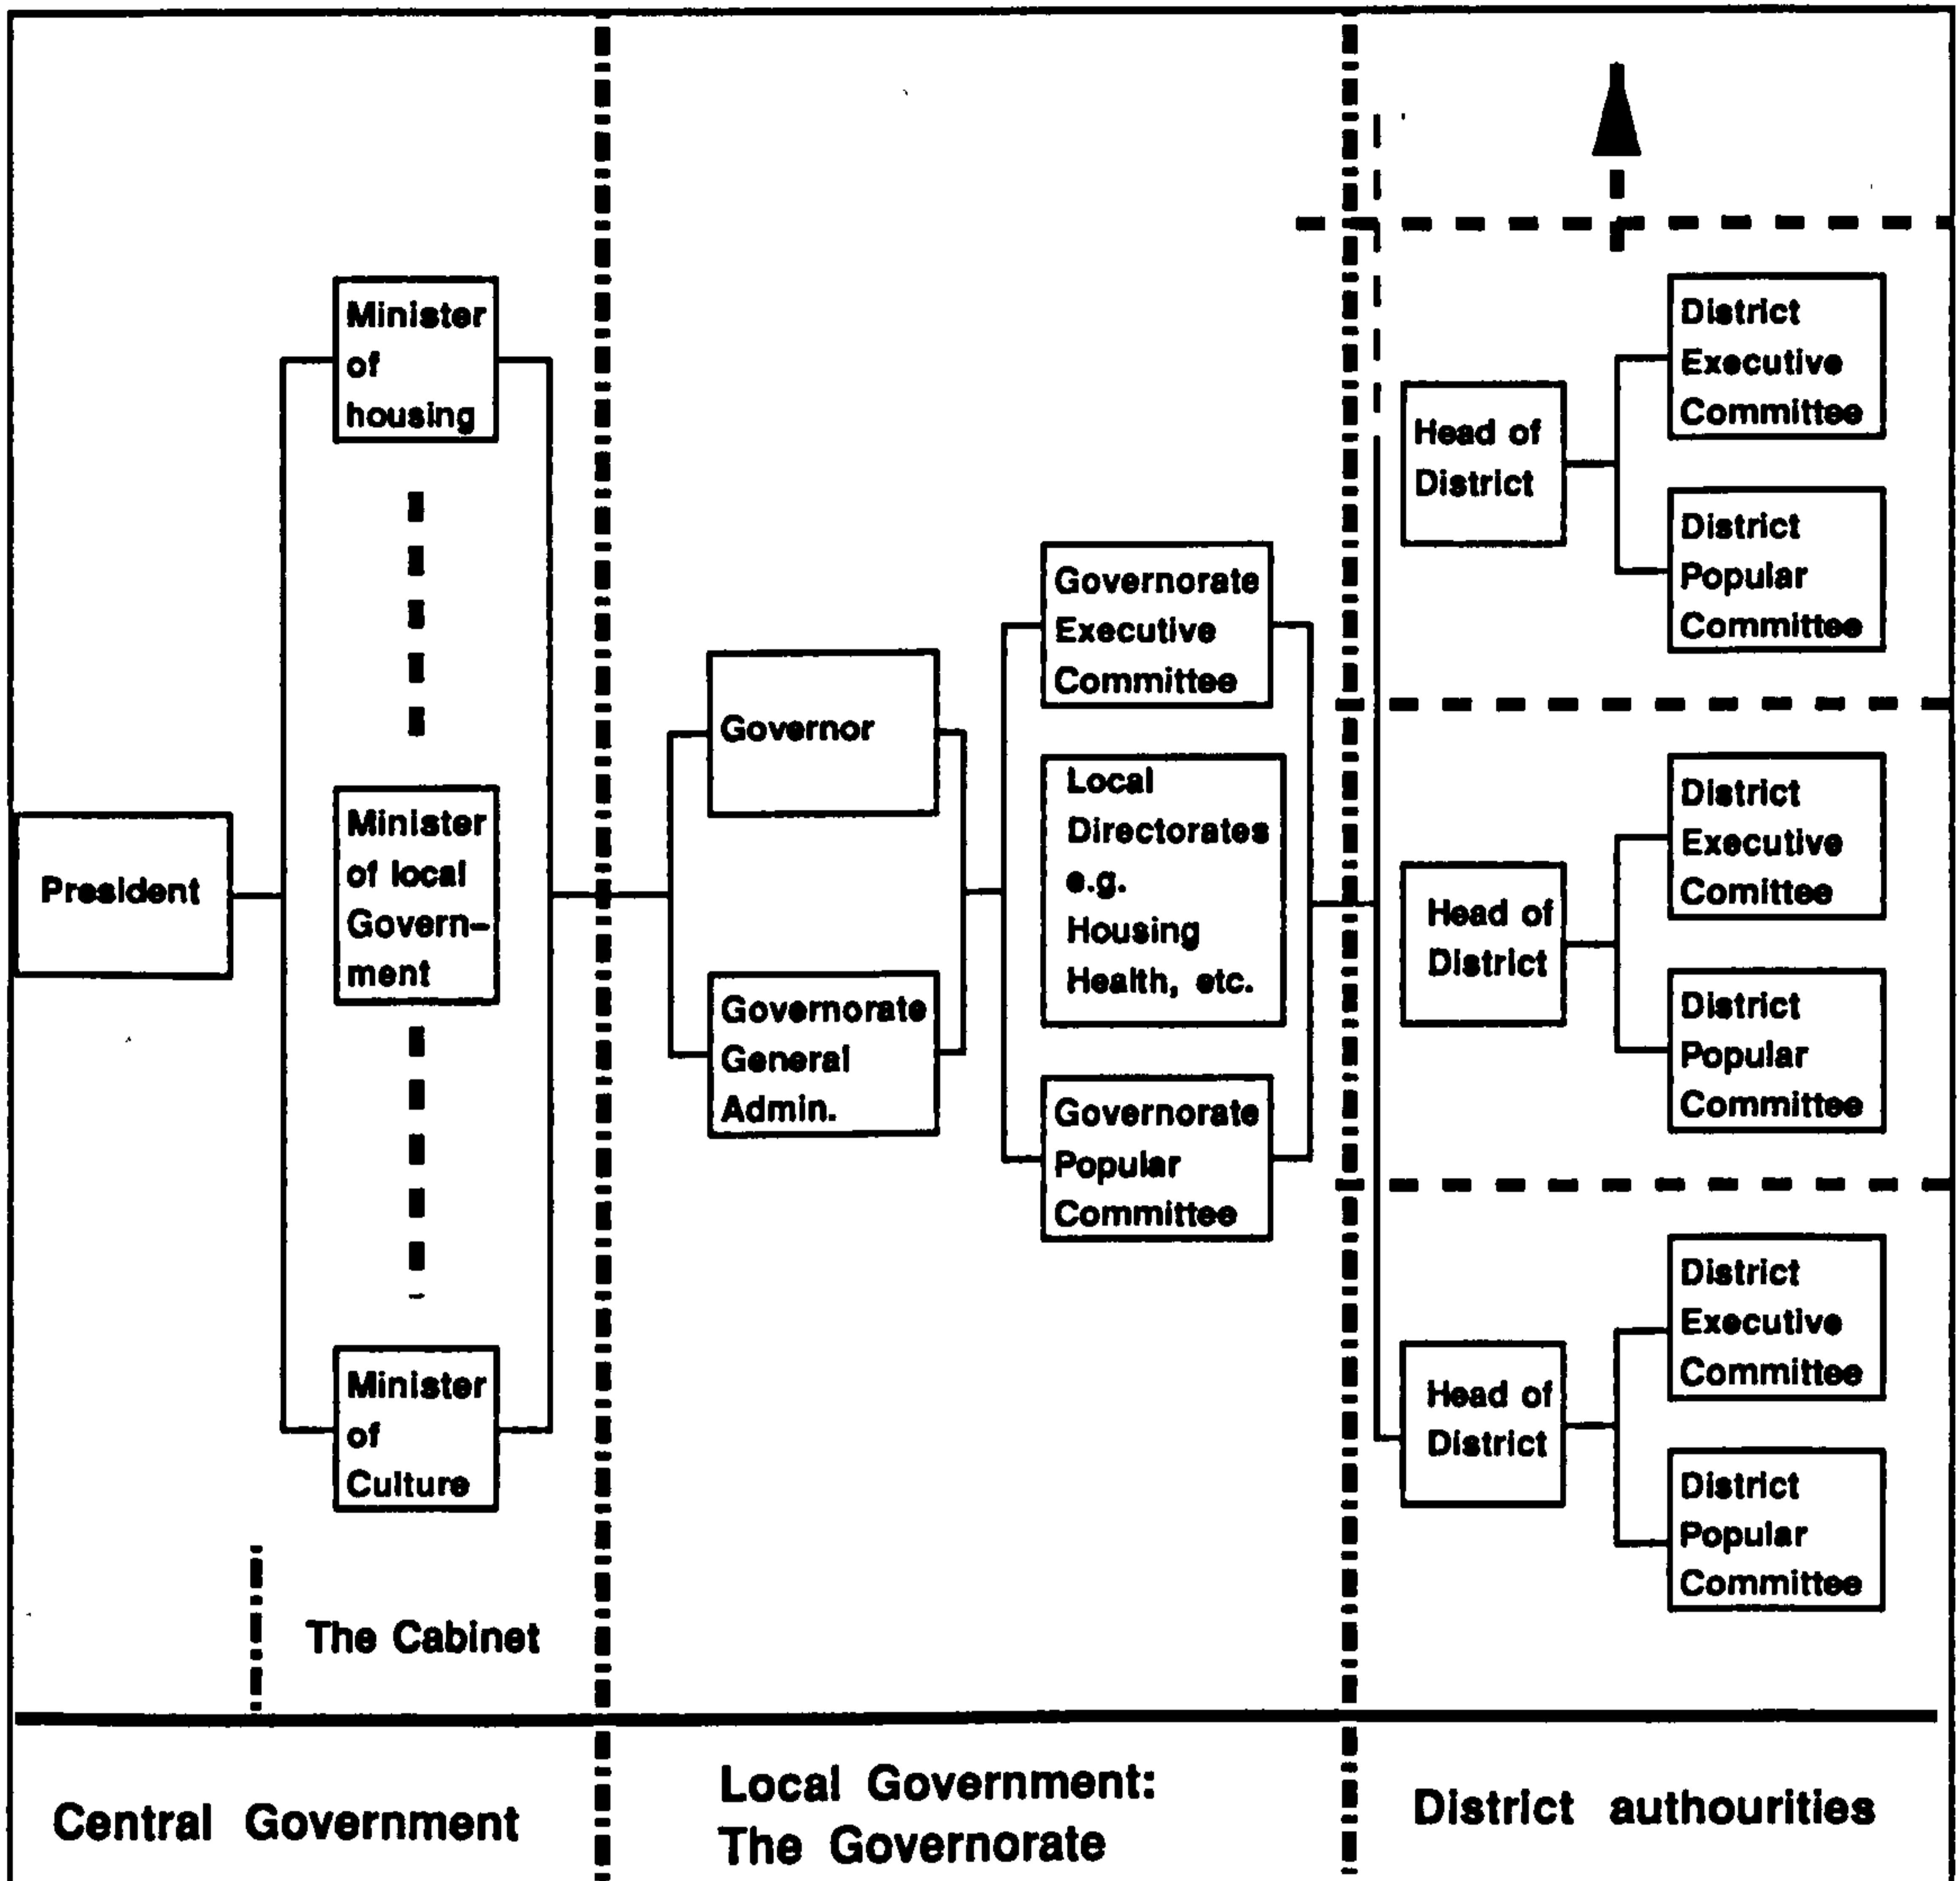 President
Minister
of
housing
Minister
of local
Govern-
ment
Minister
of
Culture
The Cabinet
Governor
Governorate
General
Admin.
Governorate
Executive
Committee
Local
Directorates
e.g.
Housing
Health, etc.
Governorate
Popular
Committee
Head of
District
District
Executive
Committee
District
Popular
Committee
Head of
District
District
Executive
Comittee
District
Popular
Committee
Head of
District
District
Executive
Committee
District
Popular
Committee
Central Government
Local Government:
The Governorate
District authourities